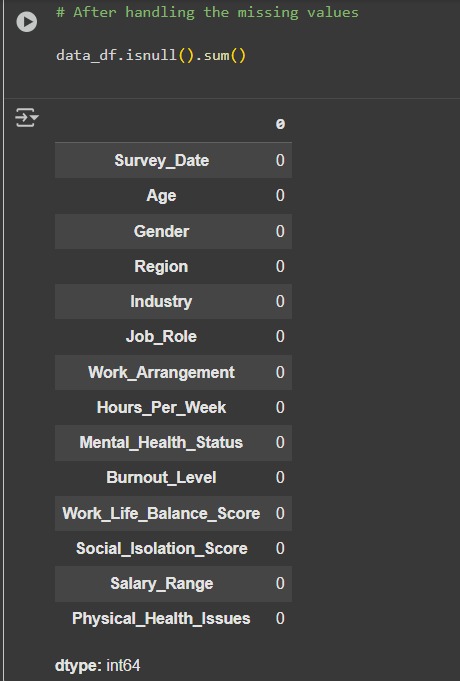 # After handling the missing values
data_df.isnull().sum()
0
Survey_Date 0
Age 0
Gender 0
Region 0
Industry 0
Job_Role 0
Work_Arrangement 0
Hours_Per_Week 0
Mental_Health_Status 0
Burnout_Level 0
Work_Life_Balance_Score 0
Social_Isolation_Score 0
Salary_Range 0
Physical_Health_Issues 0
dtype: int64